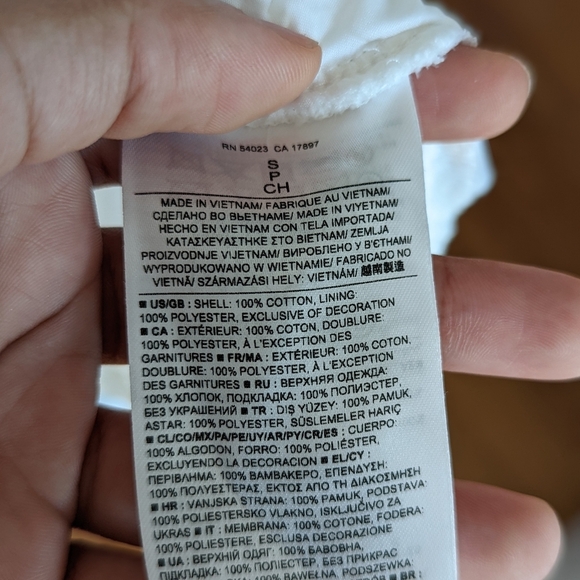 RN 54023 CA 17897
S
P
CH
MADE IN VIETNAM/ FABRIQUE AU VIETNAM/
СДЕЛАНО ВО ВЬЕТНАМЕ/ MADE IN VİYETNAM/
HECHO EN VIETNAM CON TELA IMPORTADA/
ΚΑΤΑΣΚΕΥΑΣΤΗΚΕ ΣΤΟ ΒΙΕΤΝΑΜ/ ZEMLJA
PROIZVODNJE VIJETNAM/ ВИРОБЛЕНО У В'ЄТНАМІ/
WYPRODUKOWANO W WIETNAMIE/ FABRICADO NO
VIETNÃ/ SZÁRMAZÁSI HELY: VIETNÁM/ 越南製造
■ US/GB : SHELL: 100% COTTON, LINING:
100% POLYESTER, EXCLUSIVE OF DECORATION
■ CA : EXTÉRIEUR: 100% COTON, DOUBLURE:
100% POLYESTER, À L'EXCEPTION DES
GARNITURES ■ FR/MA : EXTÉRIEUR: 100% COTON.
DOUBLURE: 100% POLYESTER, À L'EXCEPTION
DES GARNITURES ■ RU : ВЕРХНЯЯ ОДЕЖДА:
100% ХЛОПОК, ПОДКЛАДКА: 100% ПОЛИЭСТЕР,
БЕЗ УКРАШЕНИЙ ■ TR : DIŞ YÜZEY: 100% PAMUK,
ASTAR: 100% POLYESTER, SÜSLEMELER HARİÇ
■ CL/CO/MX/PA/PE/UY/AR/PY/CR/ES : CUERPO:
100% ALGODON, FORRO: 100% POLIÉSTER,
EXCLUYENDO LA DECORACION ■ EL/CY :
ΠΕΡΙΒΛΗΜΑ: 100% ΒΑΜΒΑΚΕΡΟ, ΕΠΕΝΔΥΣΗ:
100% ΠΟΛΥΕΣΤΕΡΑΣ, ΕΚΤΟΣ ΑΠΟ ΤΗ ΔΙΑΚΟΣΜΗΣΗ
■ HR : VANJSKA STRANA: 100% PAMUK, PODSTAVA:
100% POLIESTERSKO VLAKNO, ISKLJUČIVO ZA
UKRAS ■ IT : MEMBRANA: 100% COTONE, FODERA:
100% POLIESTERE, ESCLUSA DECORAZIONE
■ UA : ВЕРХНІЙ ОДЯГ: 100% БАВОВНА,
ПІДКЛАДКА: 100% ПОЛІЕСТЕР, БЕЗ ПРИКРАС
100% BAWEŁNA, PODSZEWKA:
■ BR :